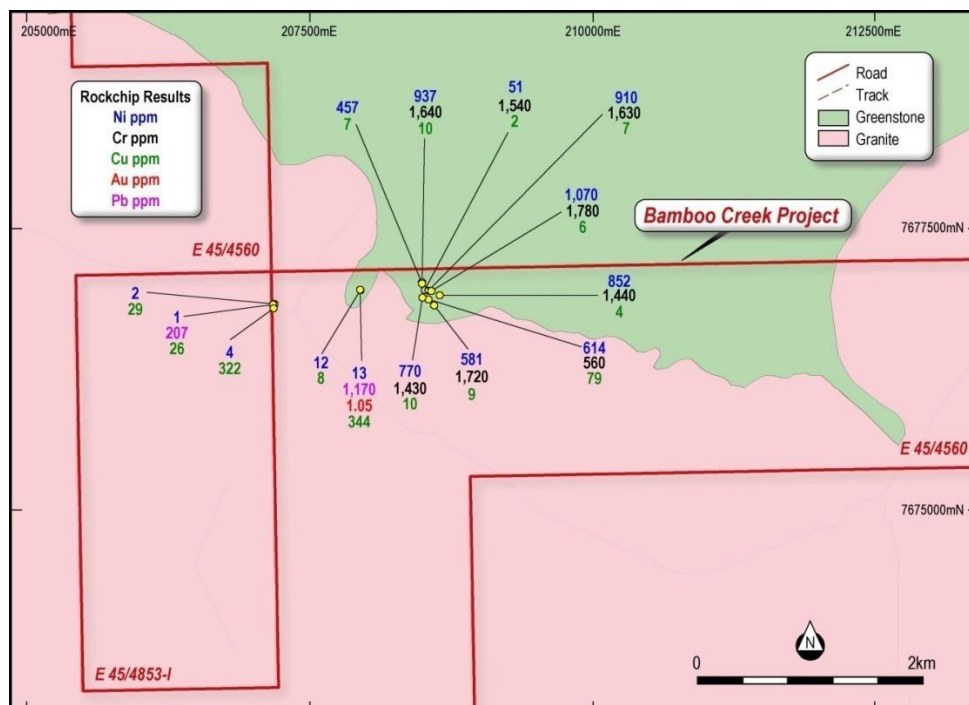 205000mE
207500mE
210000mE
212500mE
Rockchip Results
Ni ppm
Cr ppm
Cu ppm
Au ppm
Pb ppm
457
7
937
1,640
10
51
1,540
2
910
1,630
7
Road
Track
Greenstone
Granite
1,070
1,780
6
Bamboo Creek Project
7677500mN
E 45/4560
2
29
1
207
26
4
322
12
8
13
1,170
1.05
344
770
1,430
10
581
1,720
9
614
560
79
852
1,440
4
E 45/4560
7675000mN
E 45/4853-I
N
0
2km